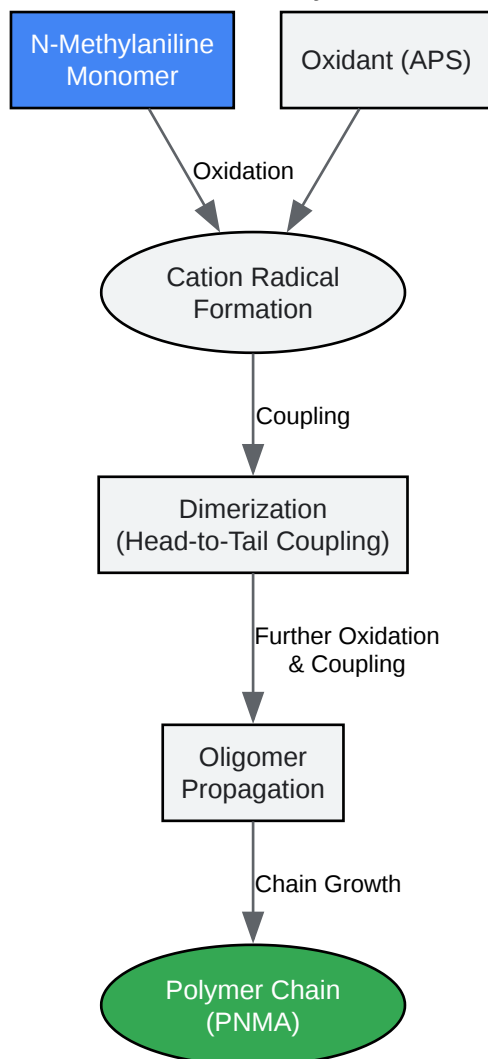 N-Methylaniline
Monomer
Oxidant (APS)
Oxidation
Cation Radical
Formation
Coupling
Dimerization
(Head-to-Tail Coupling)
Further Oxidation
& Coupling
Oligomer
Propagation
Chain Growth
Polymer Chain
(PNMA)